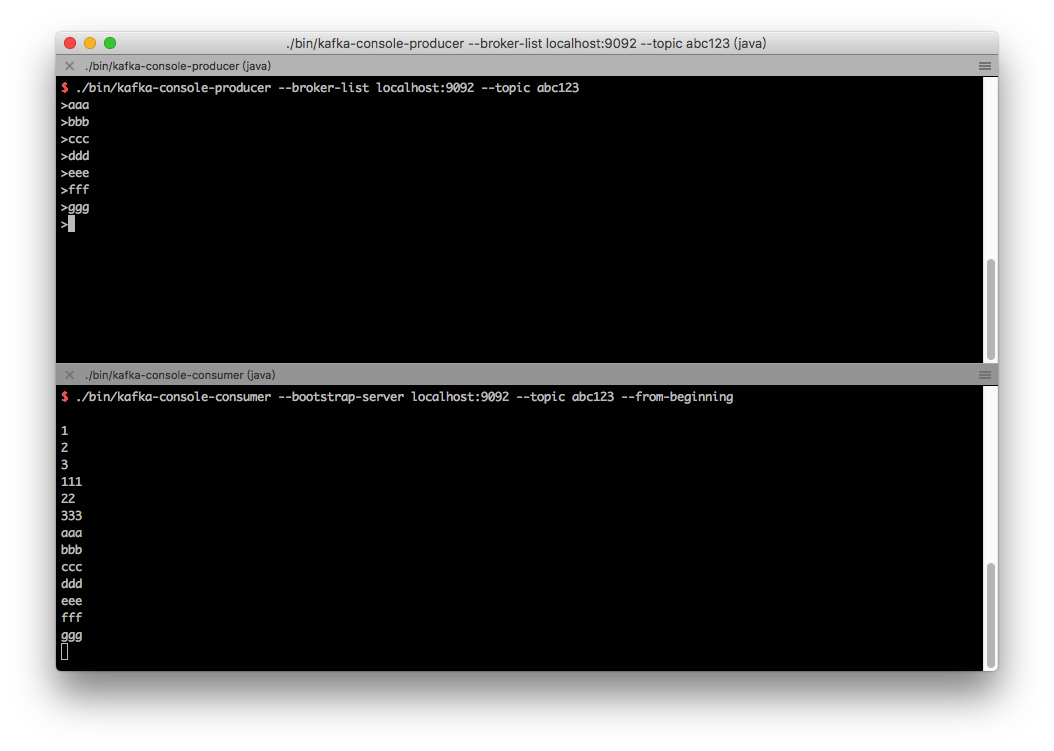 ./bin/kafka-console-producer --broker-list localhost:9092 --topic abc123 (java)
./bin/kafka-console-producer (java)
$ ./bin/kafka-console-producer --broker-list localhost:9092 --topic abc123
>aaa
>bbb
>ccc
>ddd
>eee
>fff
>ggg
>
./bin/kafka-console-consumer (java)
$ ./bin/kafka-console-consumer --bootstrap-server localhost:9092 --topic abc123 --from-beginning
1
2
3
111
22
333
aaa
bbb
ccc
ddd
eee
fff
ggg